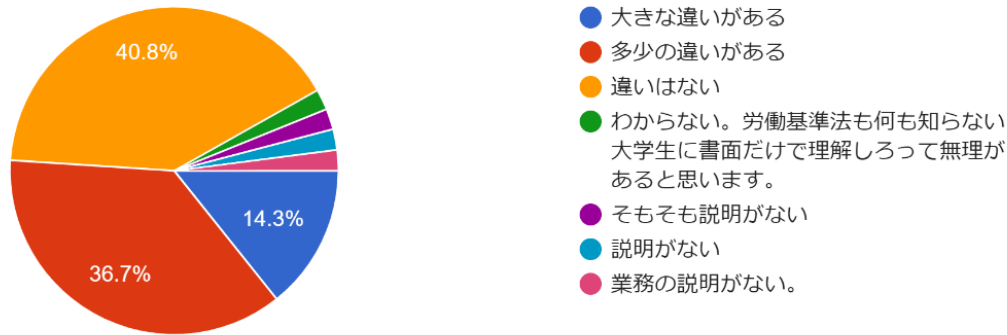 40.8%
36.7%
14.3%
大きな違いがある
多少の違いがある
違いはない
わからない。労働基準法も何も知らない
大学生に書面だけで理解しろって無理が
あると思います。
そもそも説明がない
説明がない
業務の説明がない。